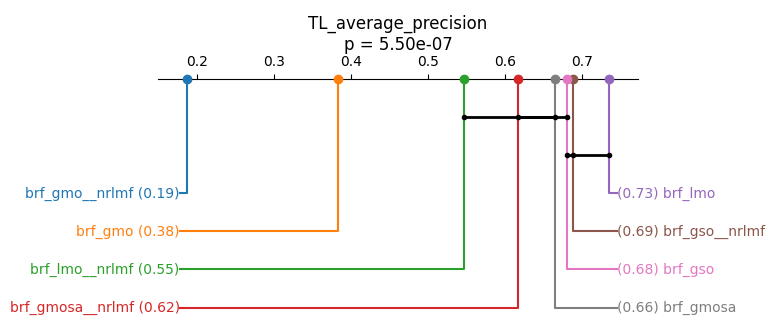 TL_average_precision
p = 5.50e-07
0.2 0.3 0.4 0.5 0.6 0.7
brf_gmo__nrlmf (0.19)
(0.73) brf_lmo
brf_gmo (0.38)
(0.69) brf_gso__nrlmf
brf_lmo__nrlmf (0.55)
(0.68) brf_gso
brf_gmosa__nrlmf (0.62)
(0.66) brf_gmosa